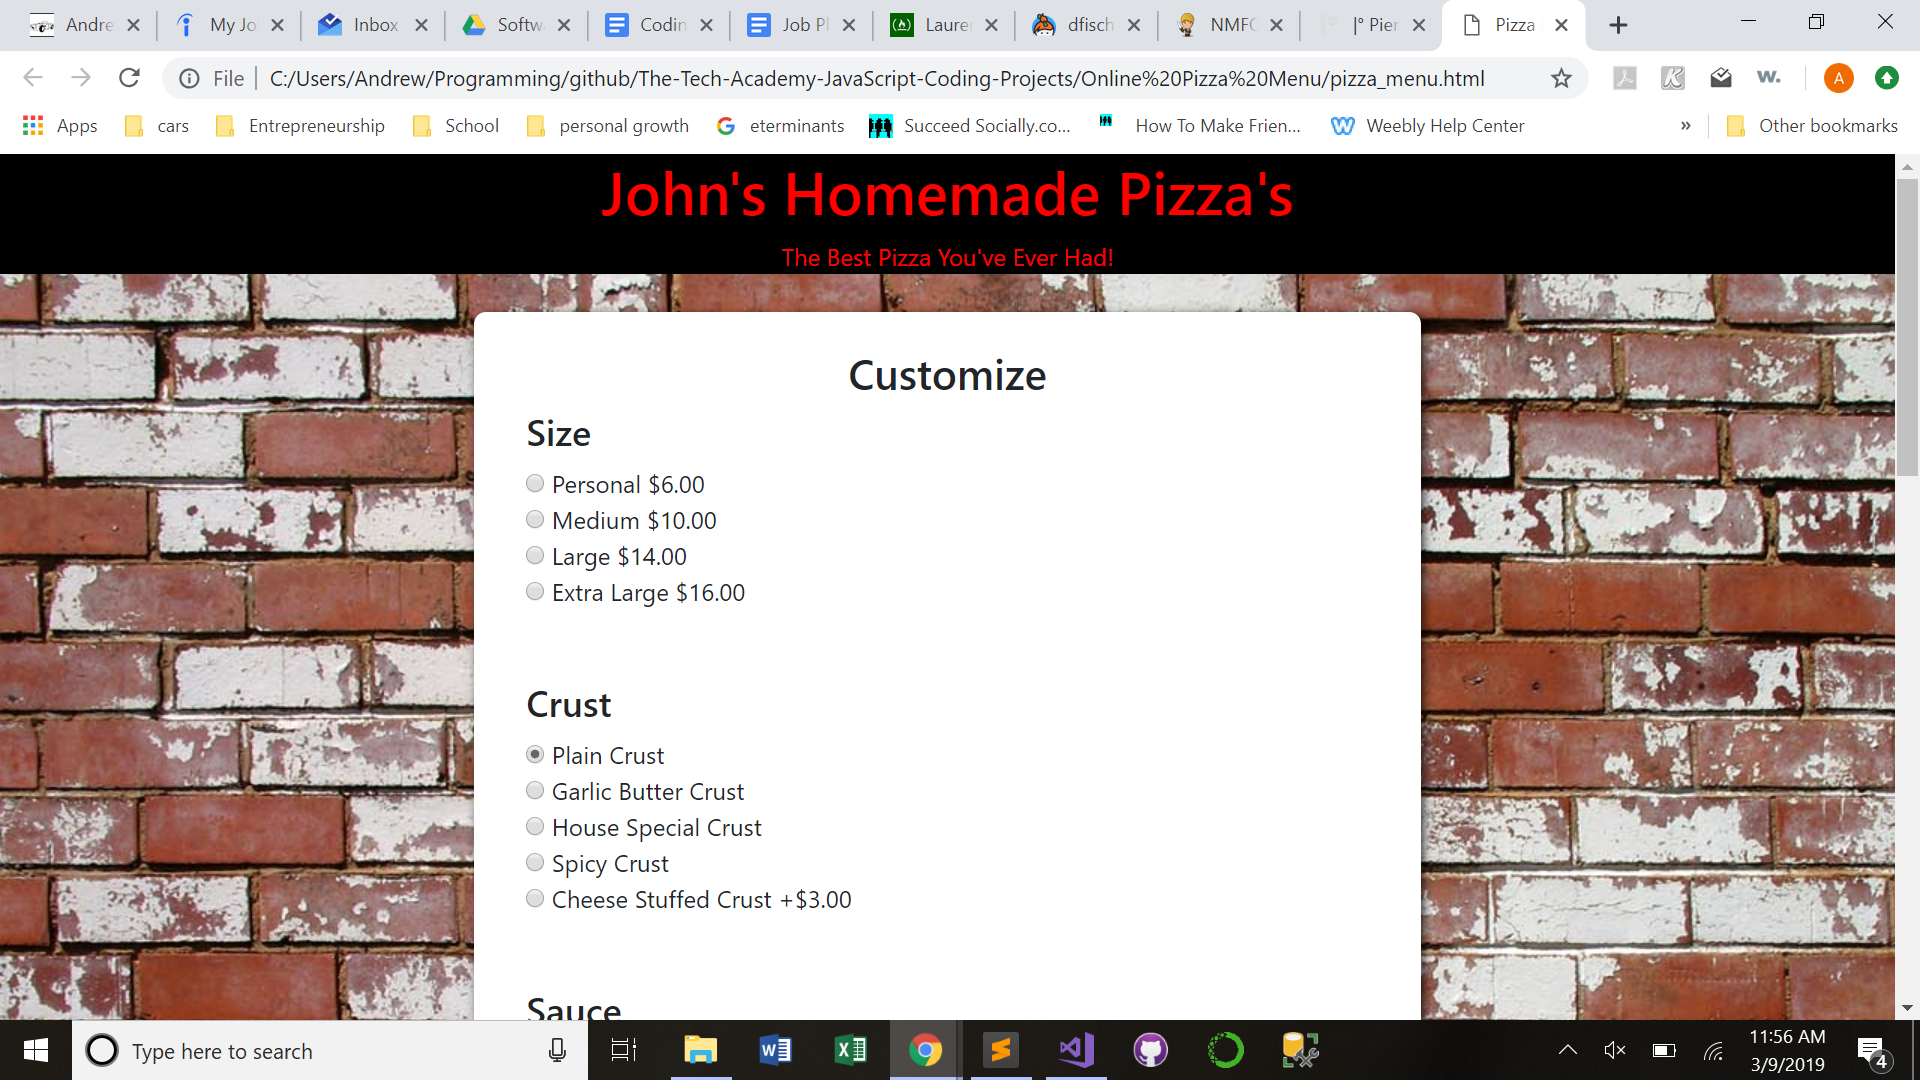 Andre
My Jo
Inbox
Softw
Codin
Job Pl
Laure
dfisch
NMFC
|° Pier
Pizza
File
C:/Users/Andrew/Programming/github/The-Tech-Academy-JavaScript-Coding-Projects/Online%20Pizza%20Menu/pizza_menu.html
w.
A
Apps
cars
Entrepreneurship
School
personal growth
eterminants
Succeed Socially.co...
How To Make Frien...
Weebly Help Center
»
Other bookmarks
John's Homemade Pizza's
The Best Pizza You've Ever Had!
Customize
Size
Personal $6.00
Medium $10.00
Large $14.00
Extra Large $16.00
Crust
Plain Crust
Garlic Butter Crust
House Special Crust
Spicy Crust
Cheese Stuffed Crust +$3.00
Sauce
Type here to search
11:56 AM
3/9/2019
4